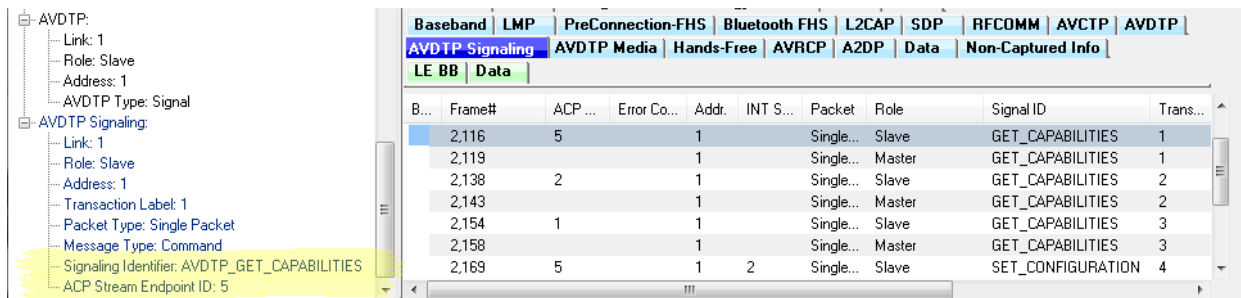 AVDTP:
Link: 1
Role: Slave
Address: 1
AVDTP Type: Signal
AVDTP Signaling:
Link: 1
Role: Slave
Address: 1
Transaction Label: 1
Packet Type: Single Packet
Message Type: Command
Signaling Identifier: AVDTP_GET_CAPABILITIES
ACP Stream Endpoint ID: 5
Baseband LMP PreConnection-FHS Bluetooth FHS L2CAP SDP RFCOMM AVCTP AVDTP
AVDTP Signaling AVDTP Media Hands-Free AVRCP A2DP Data Non-Captured Info
LE BB Data
B... Frame# ACP ... Error Co... Addr. INT S... Packet Role Signal ID Trans...
2,116 5 1 Single... Slave GET_CAPABILITIES 1
2,119 1 Single... Master GET_CAPABILITIES 1
2,138 2 1 Single... Slave GET_CAPABILITIES 2
2,143 1 Single... Master GET_CAPABILITIES 2
2,154 1 1 Single... Slave GET_CAPABILITIES 3
2,158 1 Single... Master GET_CAPABILITIES 3
2,169 5 1 2 Single... Slave SET_CONFIGURATION 4